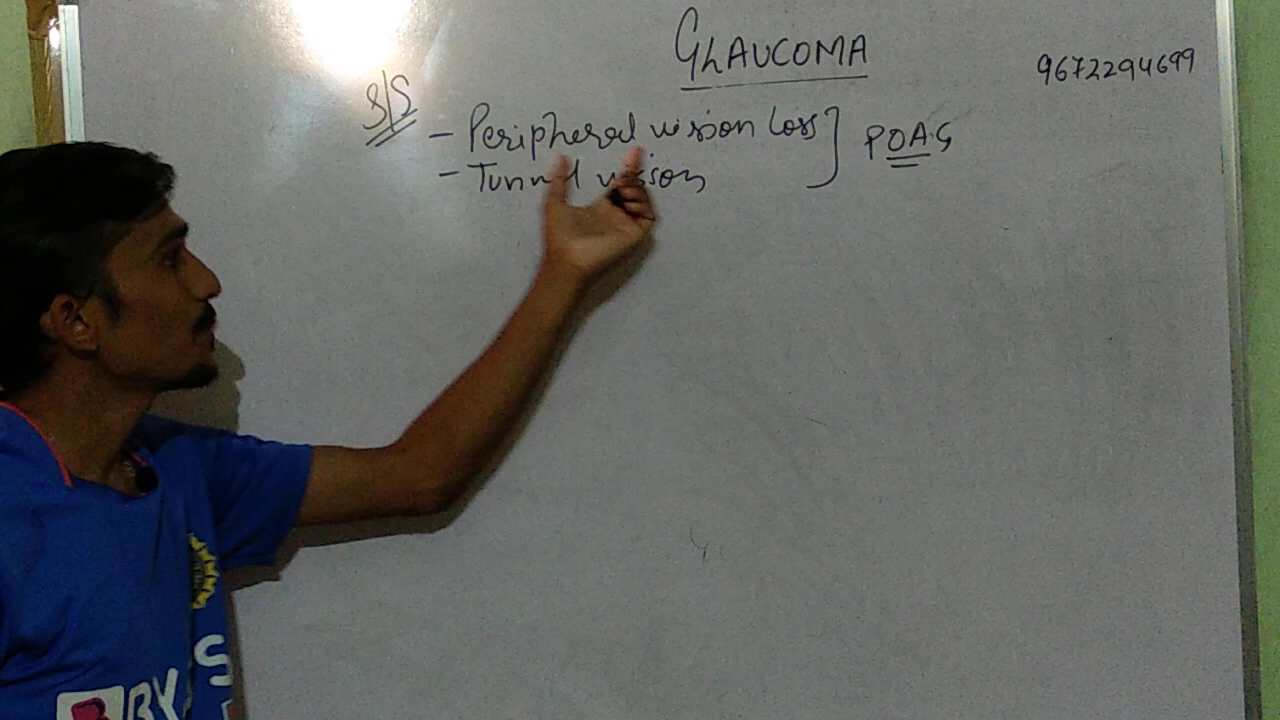 GLAUCOMA
9672294699
S/S
- Peripheral vision loss ] POAG
- Tunnel vision